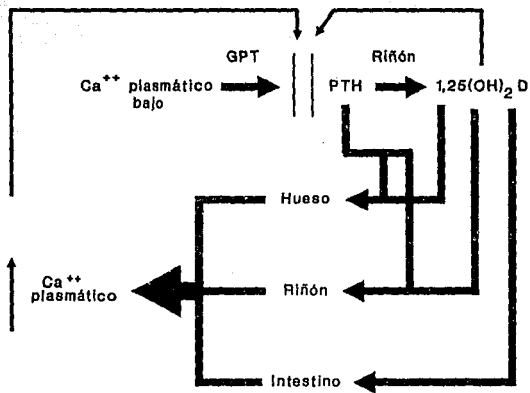 GPT
Riñón
Ca++ plasmático
bajo
PTH
1,25(OH)2 D
Hueso
Ca++
plasmático
Riñón
Intestino